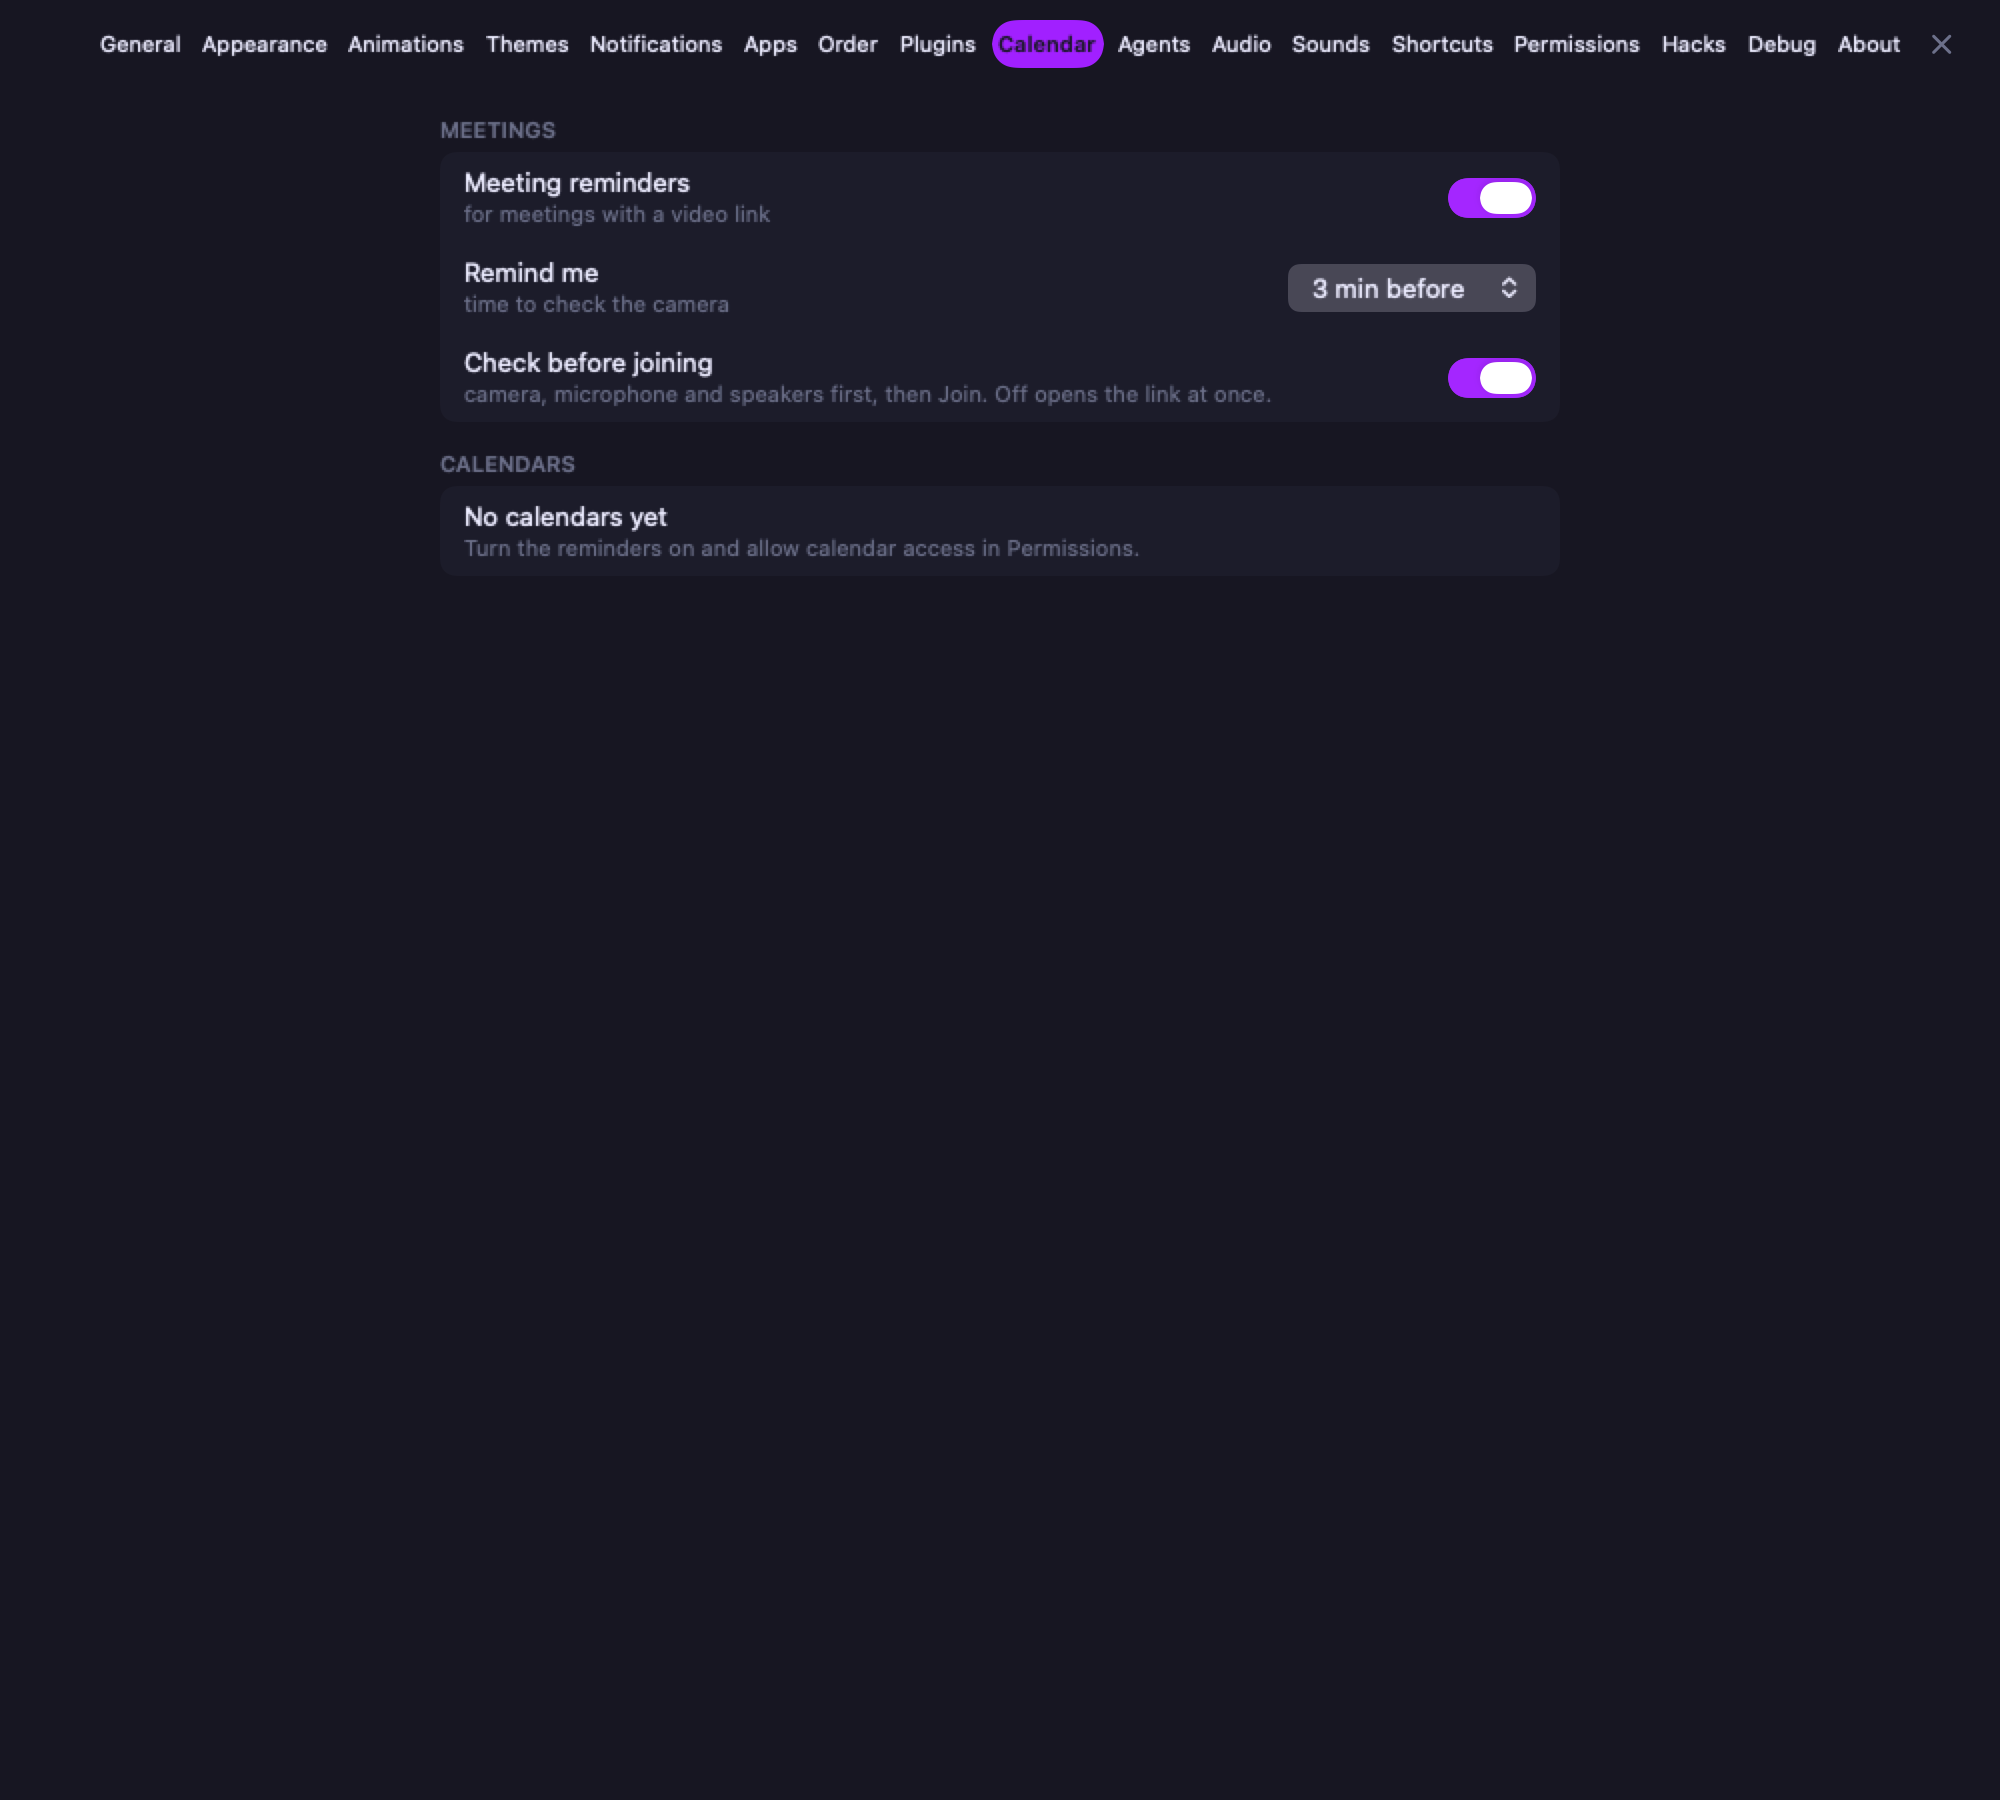 General Appearance Animations Themes Notifications Apps Order Plugins Calendar Agents Audio Sounds Shortcuts Permissions Hacks Debug About
MEETINGS
Meeting reminders
for meetings with a video link
Remind me
time to check the camera
3 min before
Check before joining
camera, microphone and speakers first, then Join. Off opens the link at once.
CALENDARS
No calendars yet
Turn the reminders on and allow calendar access in Permissions.